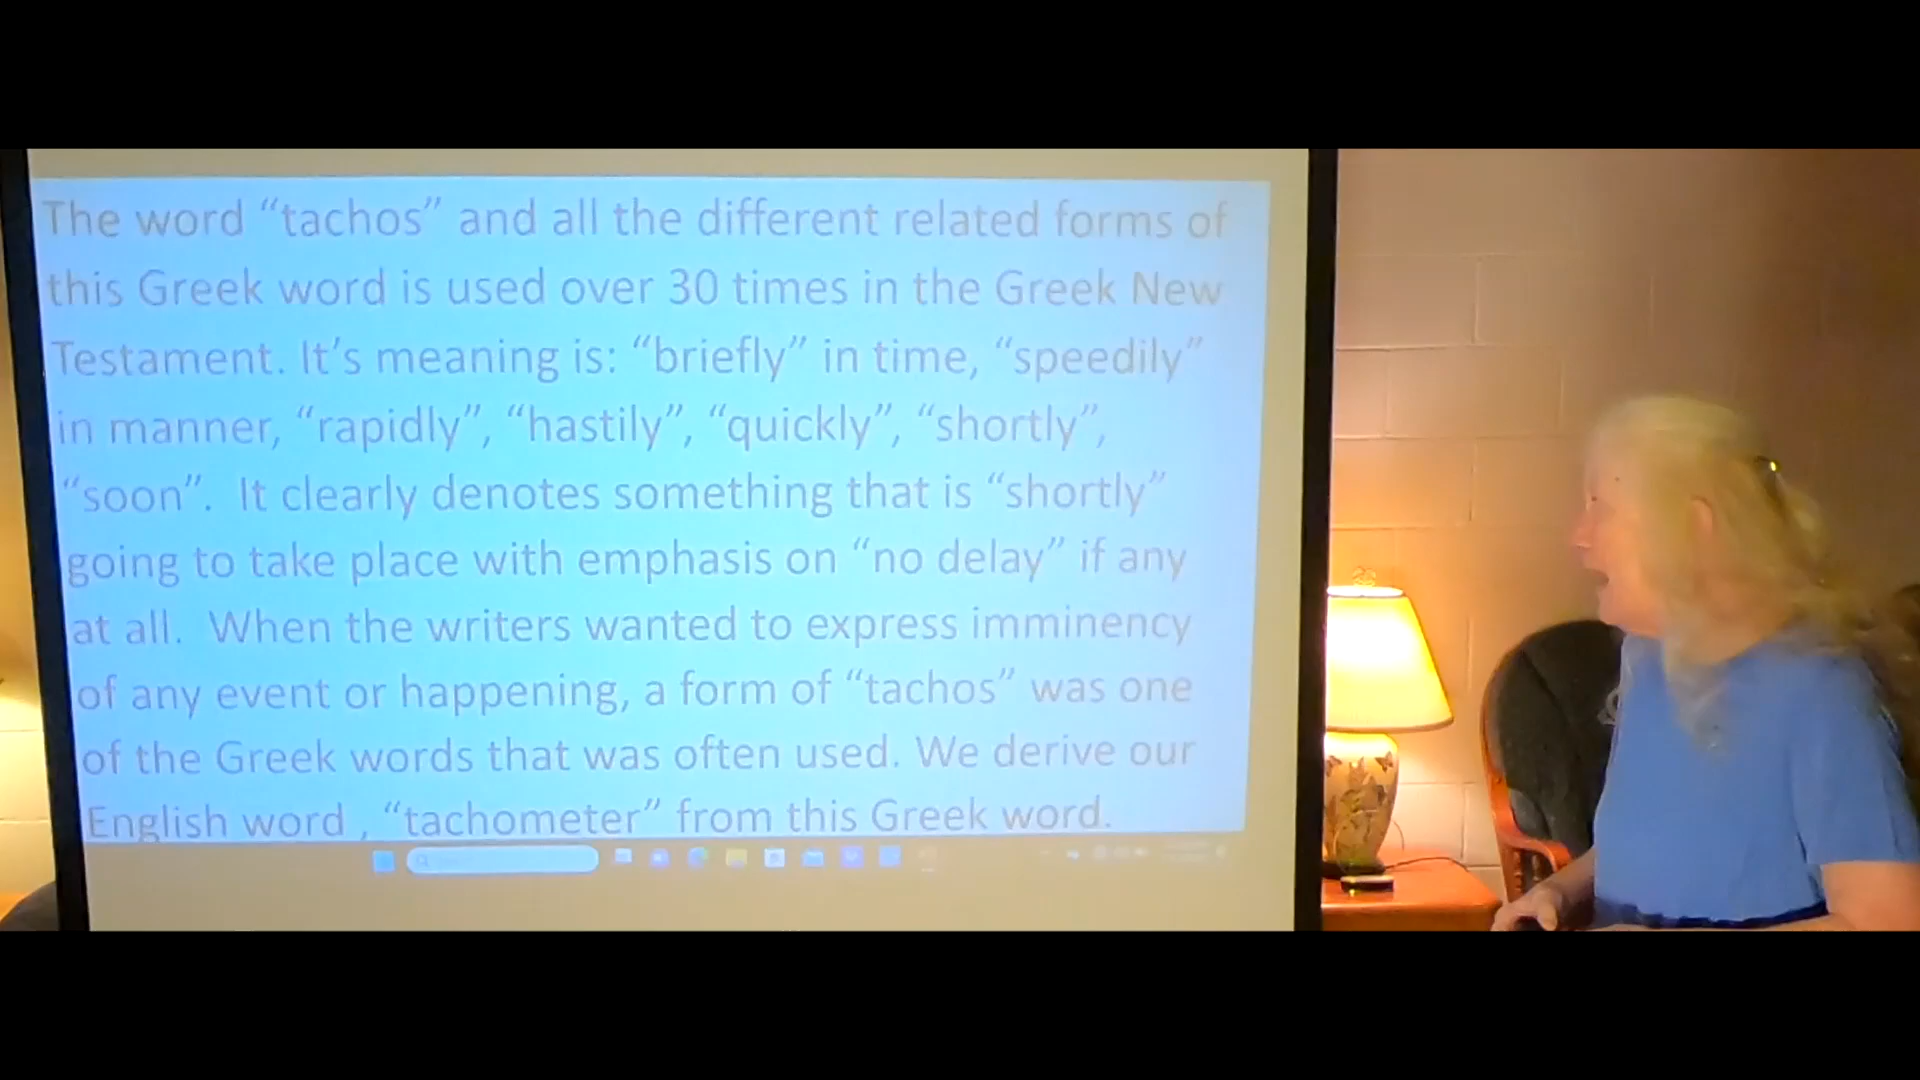 The word “tachos” and all the different related forms of
this Greek word is used over 30 times in the Greek New
Testament. It’s meaning is: “briefly” in time, “speedily”
in manner, “rapidly”, “hastily”, “quickly”, “shortly”,
“soon”. It clearly denotes something that is “shortly”
going to take place with emphasis on “no delay” if any
at all. When the writers wanted to express imminency
of any event or happening, a form of “tachos” was one
of the Greek words that was often used. We derive our
English word , “tachometer” from this Greek word.